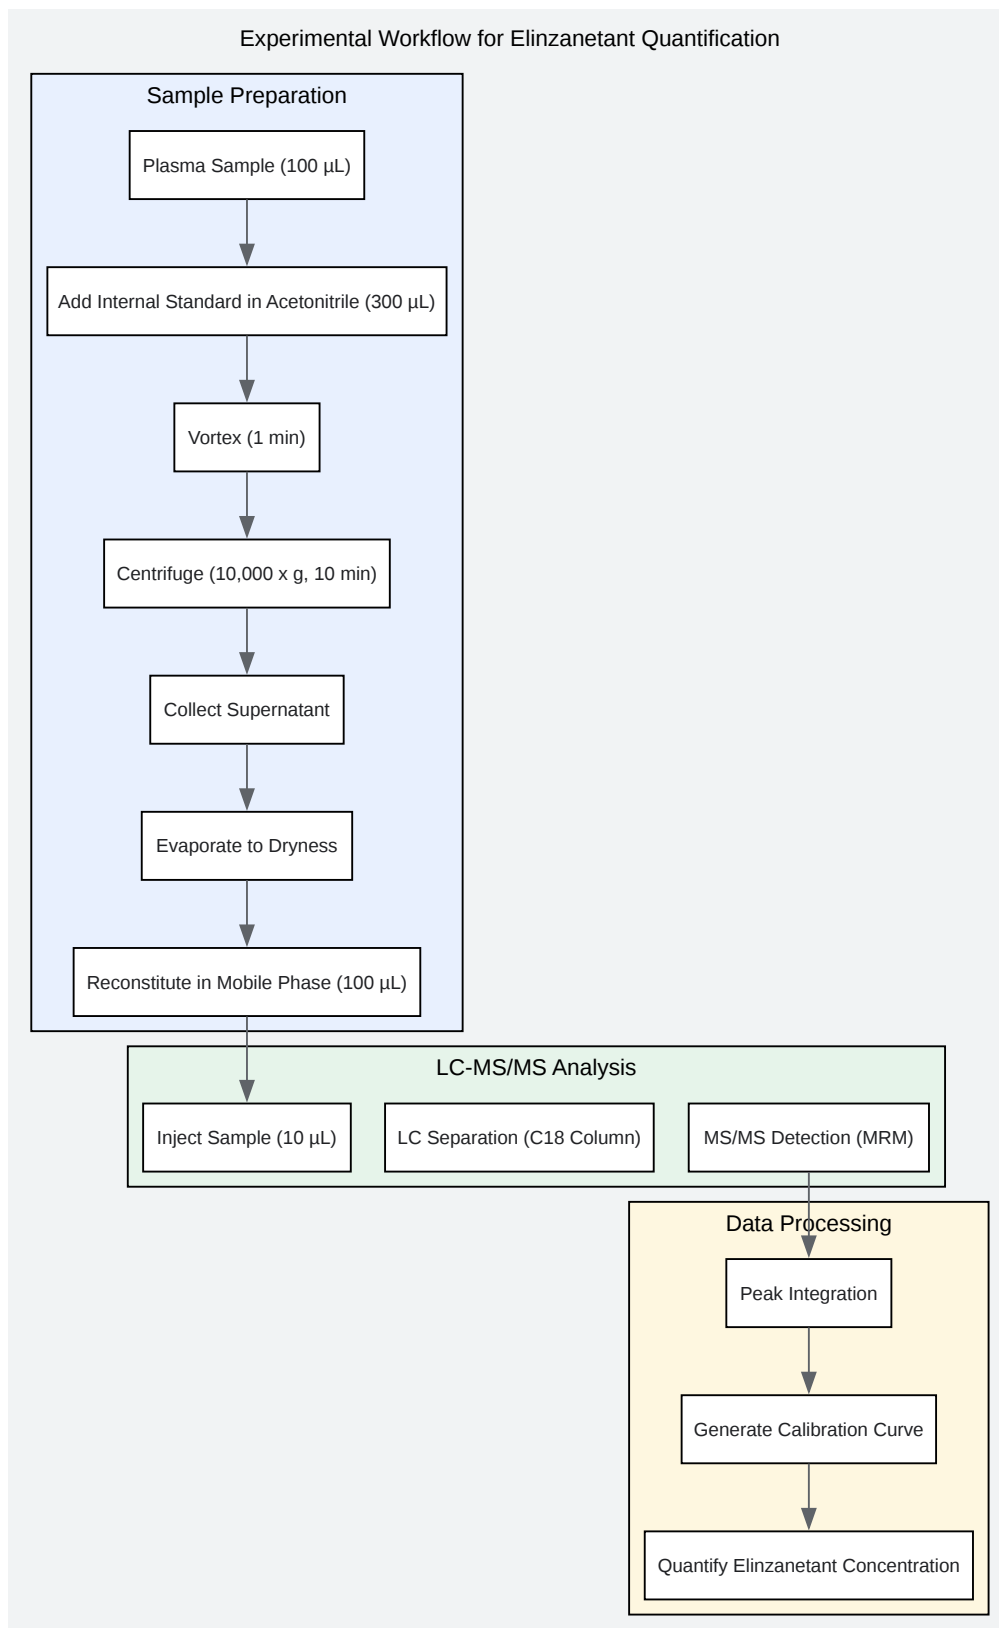 Experimental Workflow for Elinzanetant Quantification
Sample Preparation
Plasma Sample (100 µL)
Add Internal Standard in Acetonitrile (300 µL)
Vortex (1 min)
Centrifuge (10,000 x g, 10 min)
Collect Supernatant
Evaporate to Dryness
Reconstitute in Mobile Phase (100 µL)
LC-MS/MS Analysis
Inject Sample (10 µL)
LC Separation (C18 Column)
MS/MS Detection (MRM)
Data Processing
Peak Integration
Generate Calibration Curve
Quantify Elinzanetant Concentration